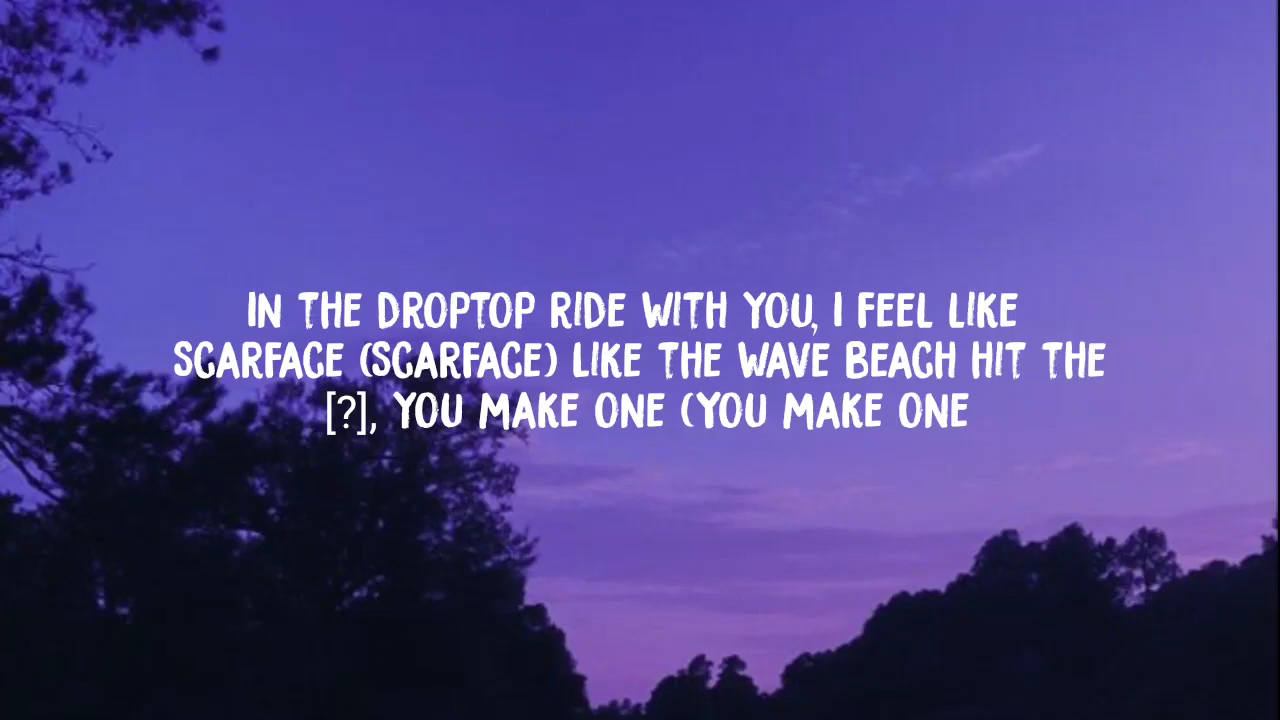 IN THE DROPTOP RIDE WITH YOU, I FEEL LIKE
SCARFACE (SCARFACE) LIKE THE WAVE BEACH HIT THE
[?], YOU MAKE ONE (YOU MAKE ONE